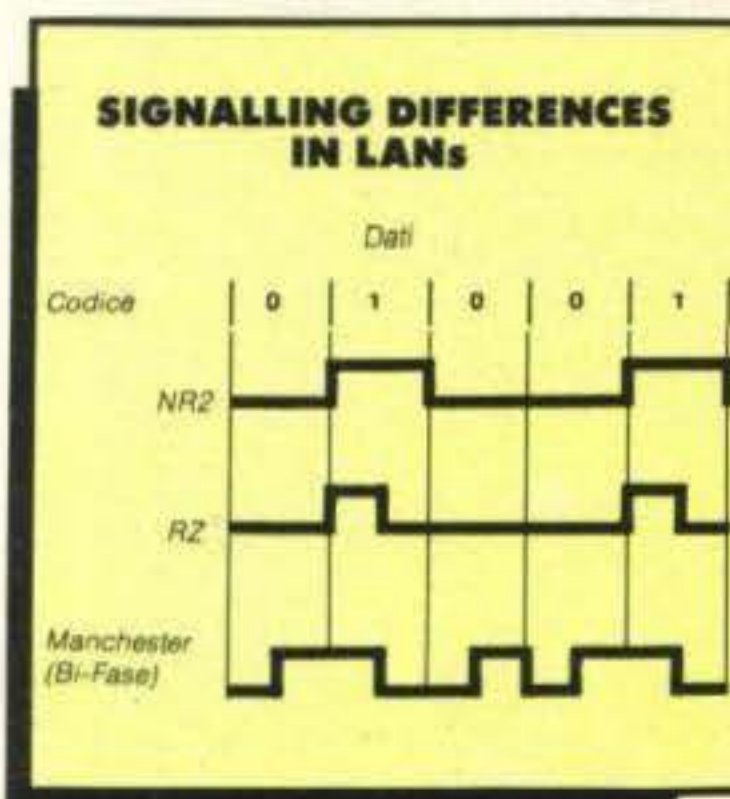 SIGNALLING DIFFERENCES
IN LANs
Dati
Codice | 0 | 1 | 0 | 0 | 1 |
NR2
RZ
Manchester
(Bi-Fase)